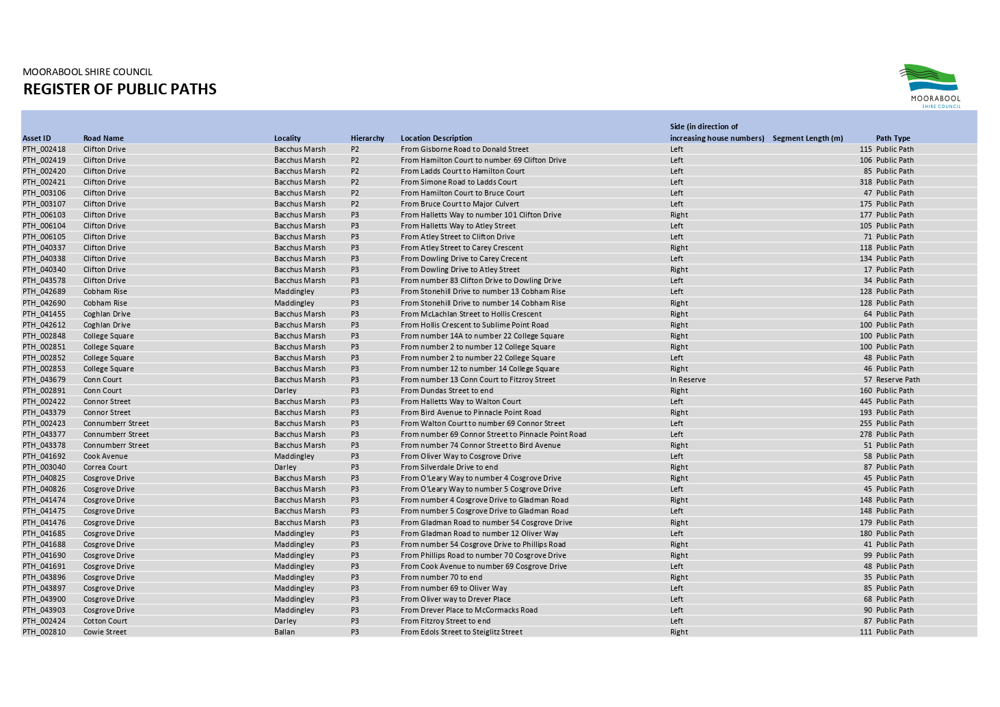 MOORABOOL SHIRE COUNCIL
REGISTER OF PUBLIC PATHS
MOORABOOL
SHIRE COUNCIL
Asset ID Road Name Locality Hierarchy Location Description Side (in direction of increasing house numbers) Segment Length (m) Path Type
PTH_002418 Clifton Drive Bacchus Marsh P2 From Gisborne Road to Donald Street Left 115 Public Path
PTH_002419 Clifton Drive Bacchus Marsh P2 From Hamilton Court to number 69 Clifton Drive Left 106 Public Path
PTH_002420 Clifton Drive Bacchus Marsh P2 From Ladds Court to Hamilton Court Left 85 Public Path
PTH_002421 Clifton Drive Bacchus Marsh P2 From Simone Road to Ladds Court Left 318 Public Path
PTH_003106 Clifton Drive Bacchus Marsh P2 From Hamilton Court to Bruce Court Left 47 Public Path
PTH_003107 Clifton Drive Bacchus Marsh P2 From Bruce Court to Major Culvert Left 175 Public Path
PTH_006103 Clifton Drive Bacchus Marsh P3 From Halletts Way to number 101 Clifton Drive Right 177 Public Path
PTH_006104 Clifton Drive Bacchus Marsh P3 From Halletts Way to Atley Street Left 105 Public Path
PTH_006105 Clifton Drive Bacchus Marsh P3 From Atley Street to Clifton Drive Left 71 Public Path
PTH_040337 Clifton Drive Bacchus Marsh P3 From Atley Street to Carey Crescent Right 118 Public Path
PTH_040338 Clifton Drive Bacchus Marsh P3 From Dowling Drive to Carey Crecent Left 134 Public Path
PTH_040340 Clifton Drive Bacchus Marsh P3 From Dowling Drive to Atley Street Right 17 Public Path
PTH_043578 Clifton Drive Bacchus Marsh P3 From number 83 Clifton Drive to Dowling Drive Left 34 Public Path
PTH_042689 Cobham Rise Maddingley P3 From Stonehill Drive to number 13 Cobham Rise Left 128 Public Path
PTH_042690 Cobham Rise Maddingley P3 From Stonehill Drive to number 14 Cobham Rise Right 128 Public Path
PTH_041455 Coghlan Drive Bacchus Marsh P3 From McLachlan Street to Hollis Crescent Right 64 Public Path
PTH_042612 Coghlan Drive Bacchus Marsh P3 From Hollis Crescent to Sublime Point Road Right 100 Public Path
PTH_002848 College Square Bacchus Marsh P3 From number 14A to number 22 College Square Right 100 Public Path
PTH_002851 College Square Bacchus Marsh P3 From number 2 to number 12 College Square Right 100 Public Path
PTH_002852 College Square Bacchus Marsh P3 From number 2 to number 22 College Square Left 48 Public Path
PTH_002853 College Square Bacchus Marsh P3 From number 12 to number 14 College Square Right 46 Public Path
PTH_043679 Conn Court Bacchus Marsh P3 From number 13 Conn Court to Fitzroy Street In Reserve 57 Reserve Path
PTH_002891 Conn Court Darley P3 From Dundas Street to end Right 160 Public Path
PTH_002422 Connor Street Bacchus Marsh P3 From Halletts Way to Walton Court Left 445 Public Path
PTH_043379 Connor Street Bacchus Marsh P3 From Bird Avenue to Pinnacle Point Road Right 193 Public Path
PTH_002423 Connumberr Street Bacchus Marsh P3 From Walton Court to number 69 Connor Street Left 255 Public Path
PTH_043377 Connumberr Street Bacchus Marsh P3 From number 69 Connor Street to Pinnacle Point Road Left 278 Public Path
PTH_043378 Connumberr Street Bacchus Marsh P3 From number 74 Connor Street to Bird Avenue Right 51 Public Path
PTH_041692 Cook Avenue Maddingley P3 From Oliver Way to Cosgrove Drive Left 58 Public Path
PTH_003040 Correa Court Darley P3 From Silverdale Drive to end Right 87 Public Path
PTH_040825 Cosgrove Drive Bacchus Marsh P3 From O'Leary Way to number 4 Cosgrove Drive Right 45 Public Path
PTH_040826 Cosgrove Drive Bacchus Marsh P3 From O'Leary Way to number 5 Cosgrove Drive Left 45 Public Path
PTH_041474 Cosgrove Drive Bacchus Marsh P3 From number 4 Cosgrove Drive to Gladman Road Right 148 Public Path
PTH_041475 Cosgrove Drive Bacchus Marsh P3 From number 5 Cosgrove Drive to Gladman Road Left 148 Public Path
PTH_041476 Cosgrove Drive Bacchus Marsh P3 From Gladman Road to number 54 Cosgrove Drive Right 179 Public Path
PTH_041685 Cosgrove Drive Maddingley P3 From Gladman Road to number 12 Oliver Way Left 180 Public Path
PTH_041688 Cosgrove Drive Maddingley P3 From number 54 Cosgrove Drive to Phillips Road Right 41 Public Path
PTH_041690 Cosgrove Drive Maddingley P3 From Phillips Road to number 70 Cosgrove Drive Right 99 Public Path
PTH_041691 Cosgrove Drive Maddingley P3 From Cook Avenue to number 69 Cosgrove Drive Left 48 Public Path
PTH_043896 Cosgrove Drive Maddingley P3 From number 70 to end Right 35 Public Path
PTH_043897 Cosgrove Drive Maddingley P3 From number 69 to Oliver Way Left 85 Public Path
PTH_043900 Cosgrove Drive Maddingley P3 From Oliver way to Drever Place Left 68 Public Path
PTH_043903 Cosgrove Drive Maddingley P3 From Drever Place to McCormacks Road Left 90 Public Path
PTH_002424 Cotton Court Darley P3 From Fitzroy Street to end Left 87 Public Path
PTH_002810 Cowie Street Ballan P3 From Edols Street to Steiglitz Street Right 111 Public Path